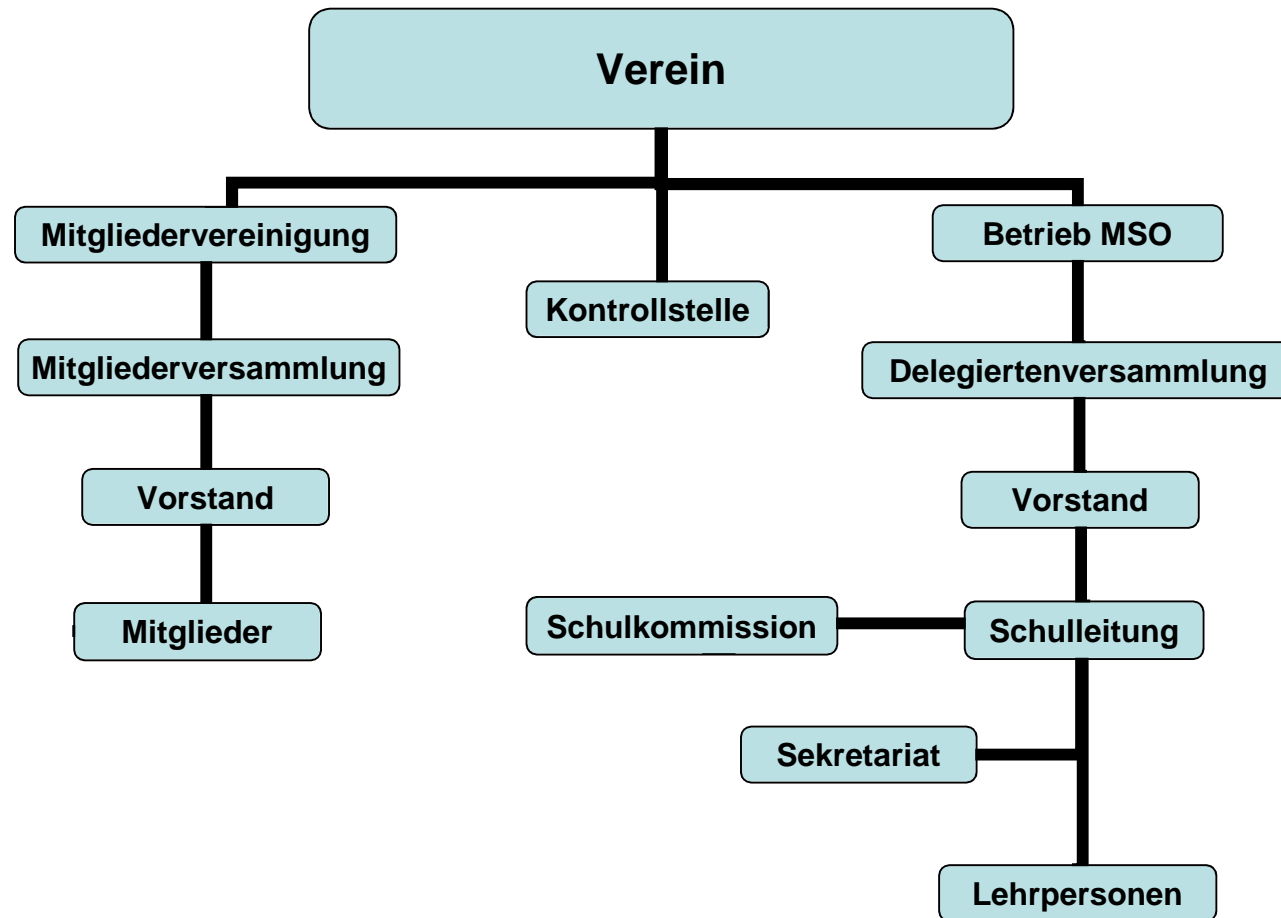 Verein
Mitgliedervereinigung
Betrieb MSO
Kontrollstelle
Mitgliederversammlung
Delegiertenversammlung
Vorstand
Vorstand
Mitglieder
Schulkommission
Schulleitung
Sekretariat
Lehrpersonen